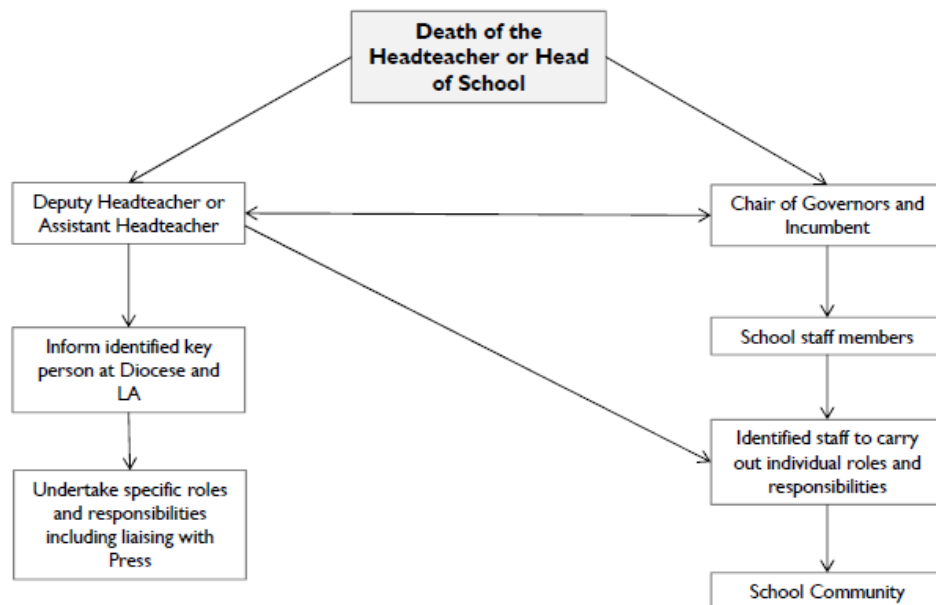 Death of the
Headteacher or Head
of School
Deputy Headteacher or
Assistant Headteacher
Chair of Governors and
Incumbent
Inform identified key
person at Diocese and
LA
School staff members
Undertake specific roles
and responsibilities
including liaising with
Press
Identified staff to carry
out individual roles and
responsibilities
School Community